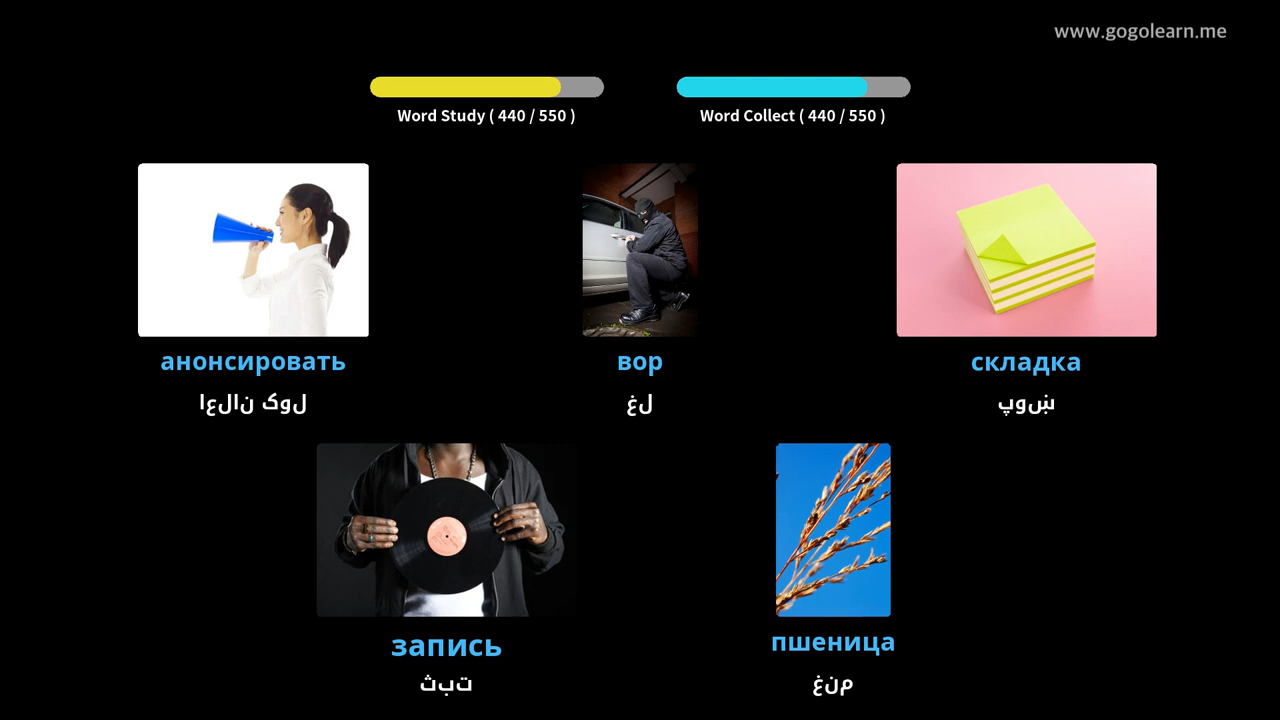 www.gogolearn.me
Word Study ( 440 / 550 )
Word Collect ( 440 / 550 )
анонсировать
вор
складка
اعلان کول
غل
پوښ
запись
пшеница
ثبت
غنم